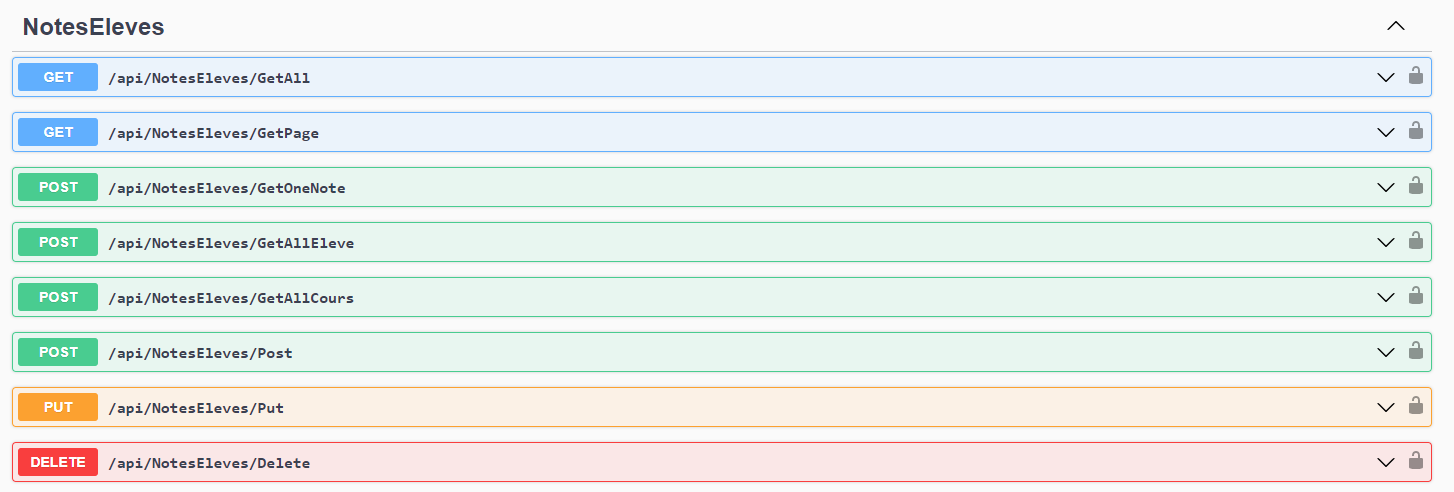 NotesEleves
GET /api/NotesEleves/GetAll
GET /api/NotesEleves/GetPage
POST /api/NotesEleves/GetOneNote
POST /api/NotesEleves/GetAllEleve
POST /api/NotesEleves/GetAllCours
POST /api/NotesEleves/Post
PUT /api/NotesEleves/Put
DELETE /api/NotesEleves/Delete